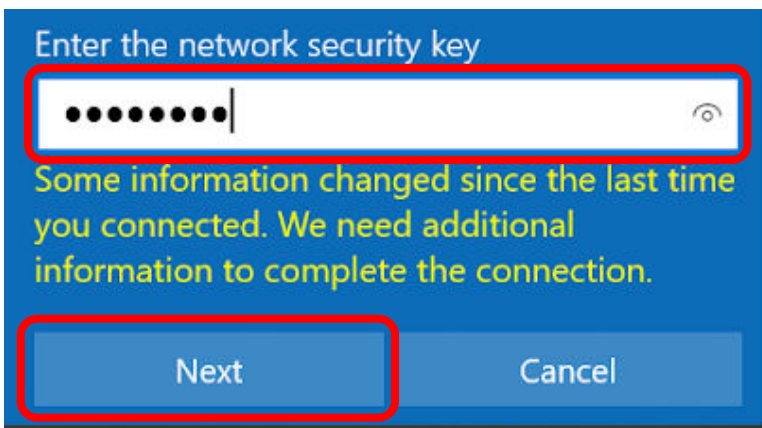 Enter the network security key
••••••••
Some information changed since the last time
you connected. We need additional
information to complete the connection.
Next
Cancel